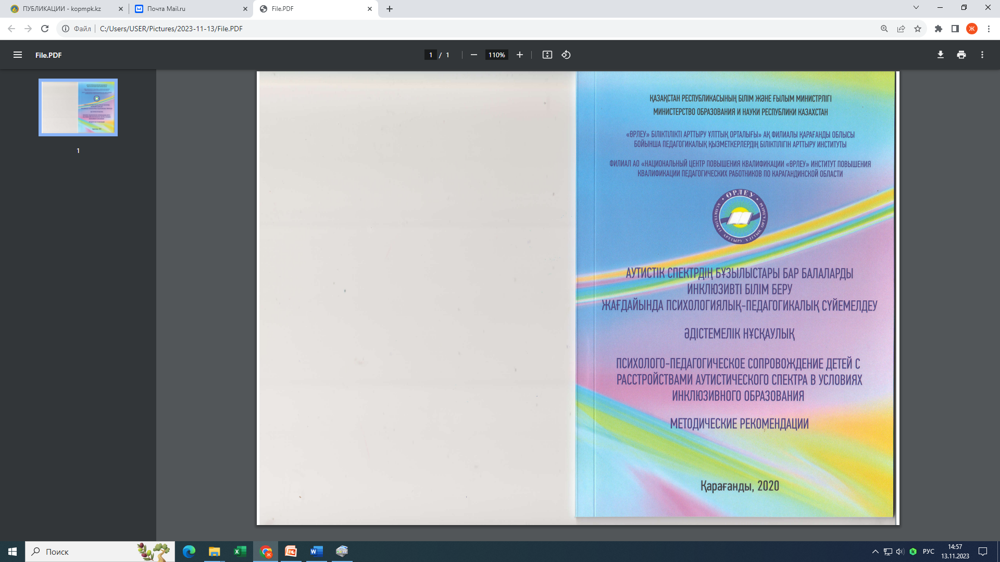 ПУБЛИКАЦИИ - kopmpk.kz
Почта Mail.ru
File.PDF
Файл
C:/Users/USER/Pictures/2023-11-13/File.PDF
Ж
File.PDF
1 / 1
110%
1
ҚАЗАҚСТАН РЕСПУБЛИКАСЫНЫҢ БІЛІМ ЖӘНЕ ҒЫЛЫМ МИНИСТРЛІГІ
МИНИСТЕРСТВО ОБРАЗОВАНИЯ И НАУКИ РЕСПУБЛИКИ КАЗАХСТАН
«ӨРЛЕУ» БІЛІКТІЛІКТІ АРТТЫРУ ҰЛТТЫҚ ОРТАЛЫҒЫ» АҚ ФИЛИАЛЫ ҚАРАҒАНДЫ ОБЛЫСЫ
БОЙЫНША ПЕДАГОГИКАЛЫҚ ҚЫЗМЕТКЕРЛЕРДІҢ БІЛІКТІЛІГІН АРТТЫРУ ИНСТИТУТЫ
ФИЛИАЛ АО «НАЦИОНАЛЬНЫЙ ЦЕНТР ПОВЫШЕНИЯ КВАЛИФИКАЦИИ «ӨРЛЕУ» ИНСТИТУТ ПОВЫШЕНИЯ
КВАЛИФИКАЦИИ ПЕДАГОГИЧЕСКИХ РАБОТНИКОВ ПО КАРАГАНДИНСКОЙ ОБЛАСТИ
ӨРЛЕУ
БІЛІКТІЛІКТІ АРТТЫРУ ҰЛТТЫҚ ОРТАЛЫҒЫ
АУТИСТІК СПЕКТРДІҢ БҰЗЫЛЫСТАРЫ БАР БАЛАЛАРДЫ
ИНКЛЮЗИВТІ БІЛІМ БЕРУ
ЖАҒДАЙЫНДА ПСИХОЛОГИЯЛЫҚ-ПЕДАГОГИКАЛЫҚ СҮЙЕМЕЛДЕУ
ӘДІСТЕМЕЛІК НҰСҚАУЛЫҚ
ПСИХОЛОГО-ПЕДАГОГИЧЕСКОЕ СОПРОВОЖДЕНИЕ ДЕТЕЙ С
РАССТРОЙСТВАМИ АУТИСТИЧЕСКОГО СПЕКТРА В УСЛОВИЯХ
ИНКЛЮЗИВНОГО ОБРАЗОВАНИЯ
МЕТОДИЧЕСКИЕ РЕКОМЕНДАЦИИ
Қарағанды, 2020
Поиск
РУС
14:57
13.11.2023